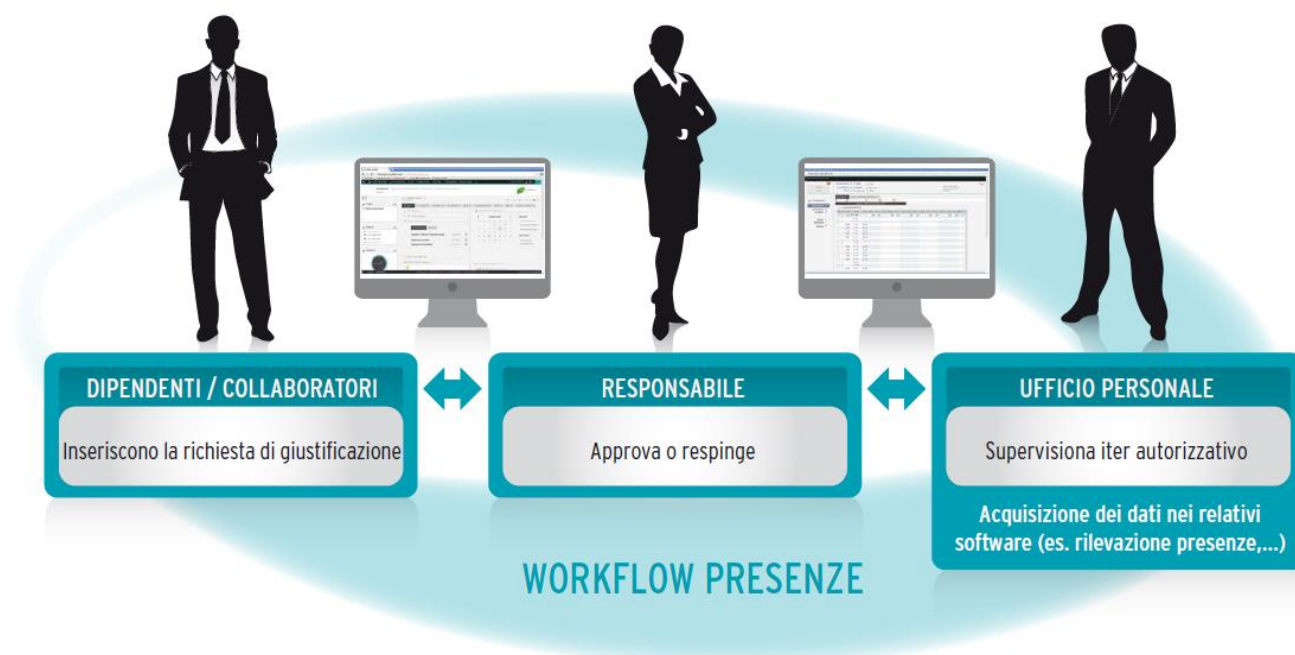 DIPENDENTI / COLLABORATORI
Inseriscono la richiesta di giustificazione
RESPONSABILE
Approva o respinge
UFFICIO PERSONALE
Supervisiona iter autorizzativo
Acquisizione dei dati nei relativi
software (es. rilevazione presenze,...)
WORKFLOW PRESENZE